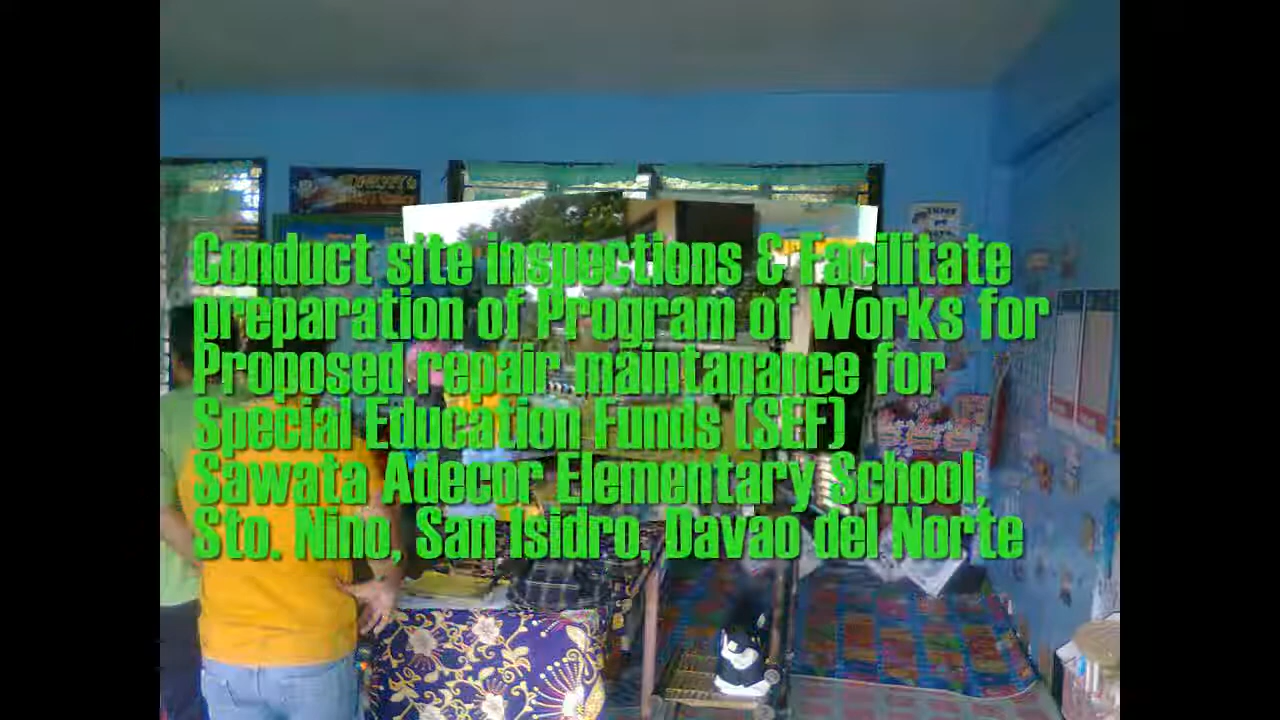 Conduct site inspections & Facilitate
preparation of Program of Works for
Proposed repair maintanance for
Special Education Funds (SEF)
Sawata Adecor Elementary School,
Sto. Nino, San Isidro, Davao del Norte